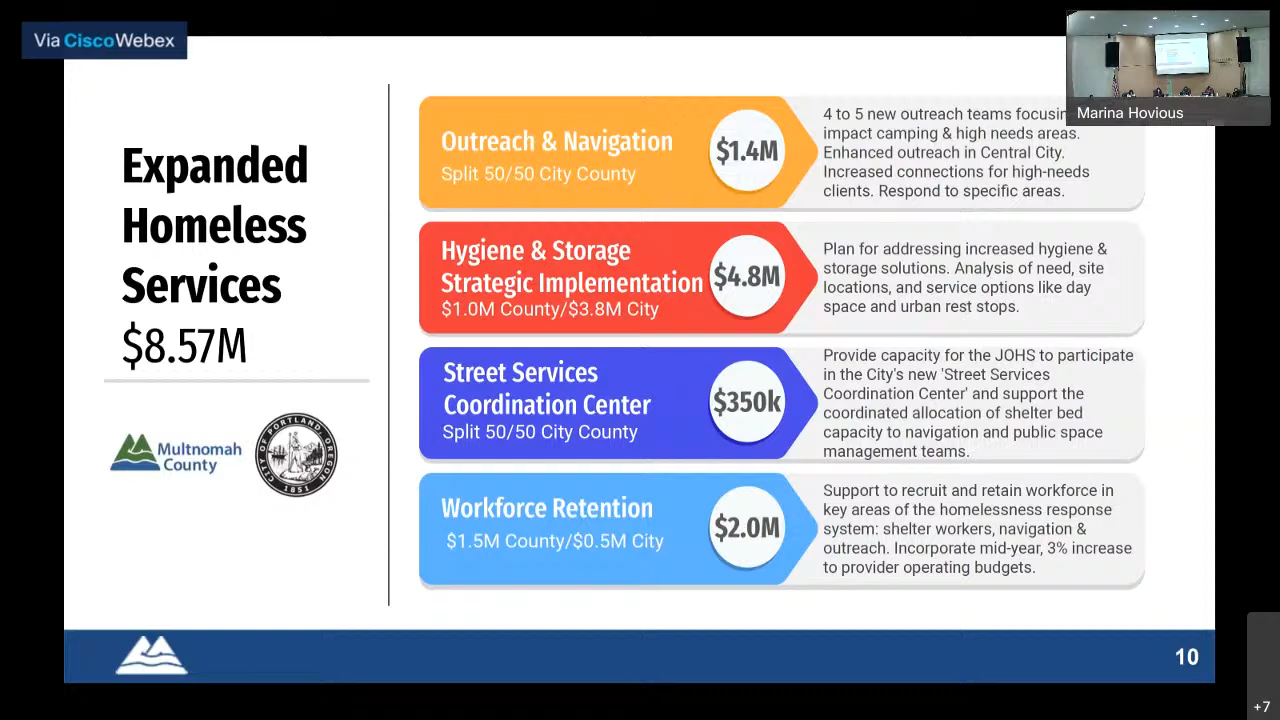 Via CiscoWebex
Marina Hovious
Expanded
Homeless
Services
$8.57M
Multnomah
County
CITY OF PORTLAND, OREGON
1851
Outreach & Navigation
Split 50/50 City County
$1.4M
4 to 5 new outreach teams
impact camping & high needs areas.
Enhanced outreach in Central City.
Increased connections for high-needs
clients. Respond to specific areas.
Hygiene & Storage
Strategic Implementation
$1.0M County/$3.8M City
$4.8M
Plan for addressing increased hygiene &
storage solutions. Analysis of need, site
locations, and service options like day
space and urban rest stops.
Street Services
Coordination Center
Split 50/50 City County
$350k
Provide capacity for the JOHS to participate
in the City's new 'Street Services
Coordination Center' and support the
coordinated allocation of shelter bed
capacity to navigation and public space
management teams.
Workforce Retention
$1.5M County/$0.5M City
$2.0M
Support to recruit and retain workforce in
key areas of the homelessness response
system: shelter workers, navigation &
outreach. Incorporate mid-year, 3% increase
to provider operating budgets.
10
+7